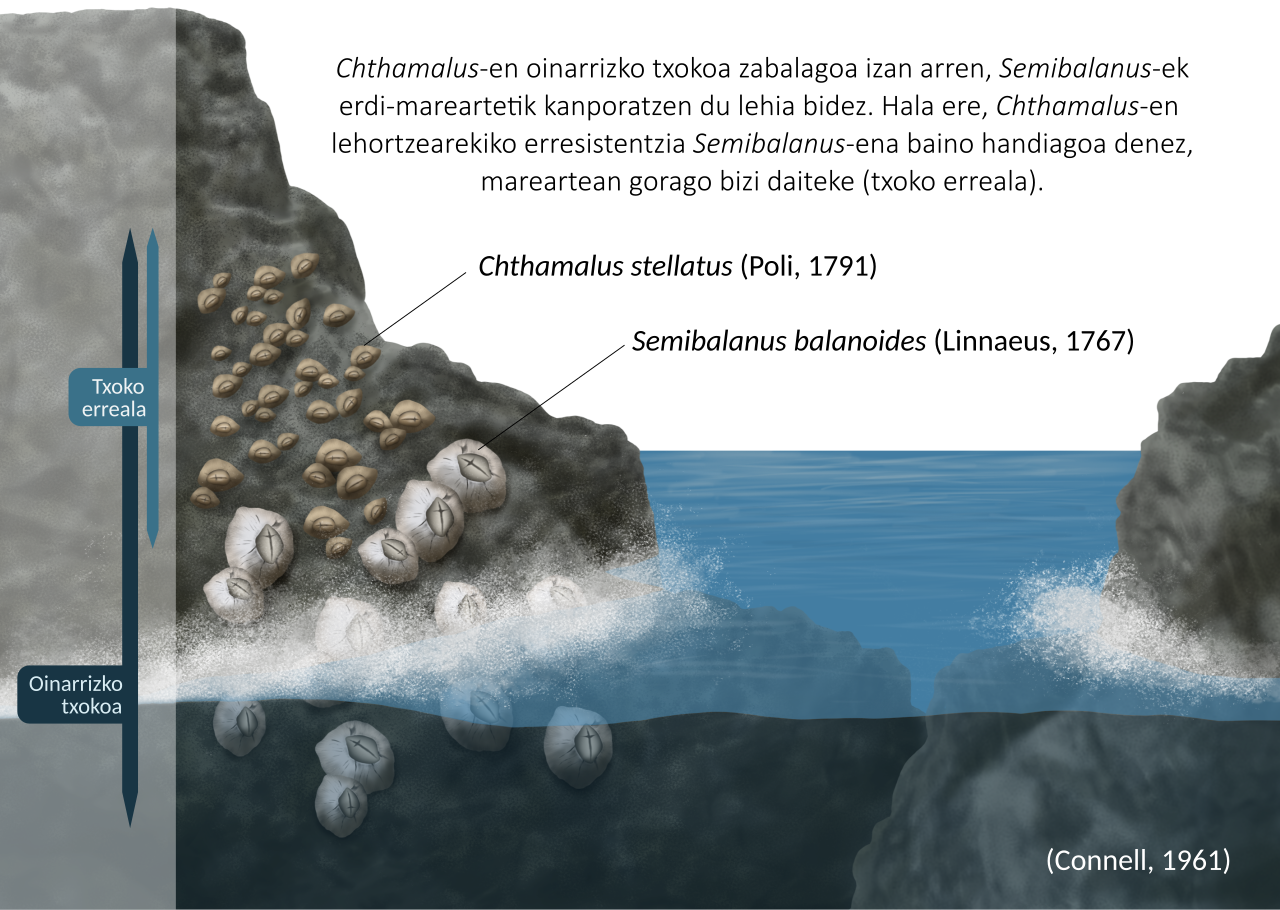 Chthamalus-en oinarrizko txokoa zabalagoa izan arren, Semibalanus-ek
erdi-mareartetik kanporatzen du lehia bidez. Hala ere, Chthamalus-en
lehortzearekiko erresistentzia Semibalanus-ena baino handiagoa denez,
mareartean gorago bizi daiteke (txoko erreala).
Chthamalus stellatus (Poli, 1791)
Semibalanus balanoides (Linnaeus, 1767)
Txoko
erreala
Oinarrizko
txokoa
(Connell, 1961)